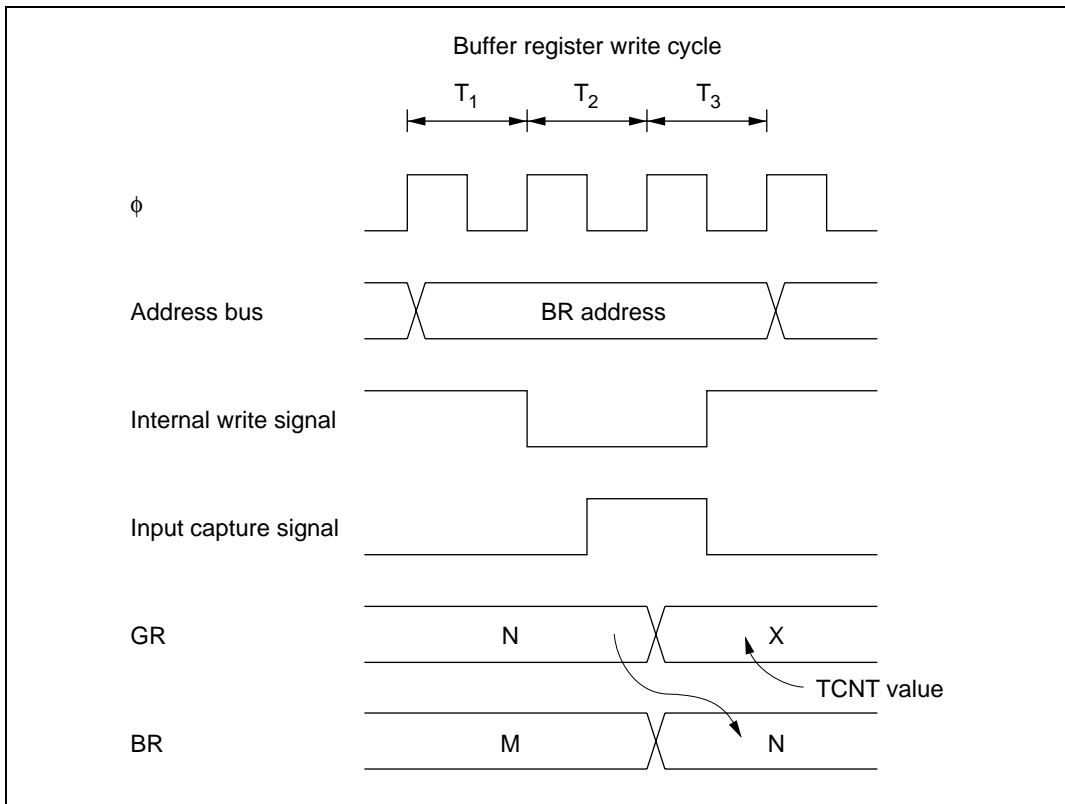 Buffer register write cycle
T1 T2 T3
φ
Address bus
BR address
Internal write signal
Input capture signal
GR
N
X
TCNT value
BR
M
N